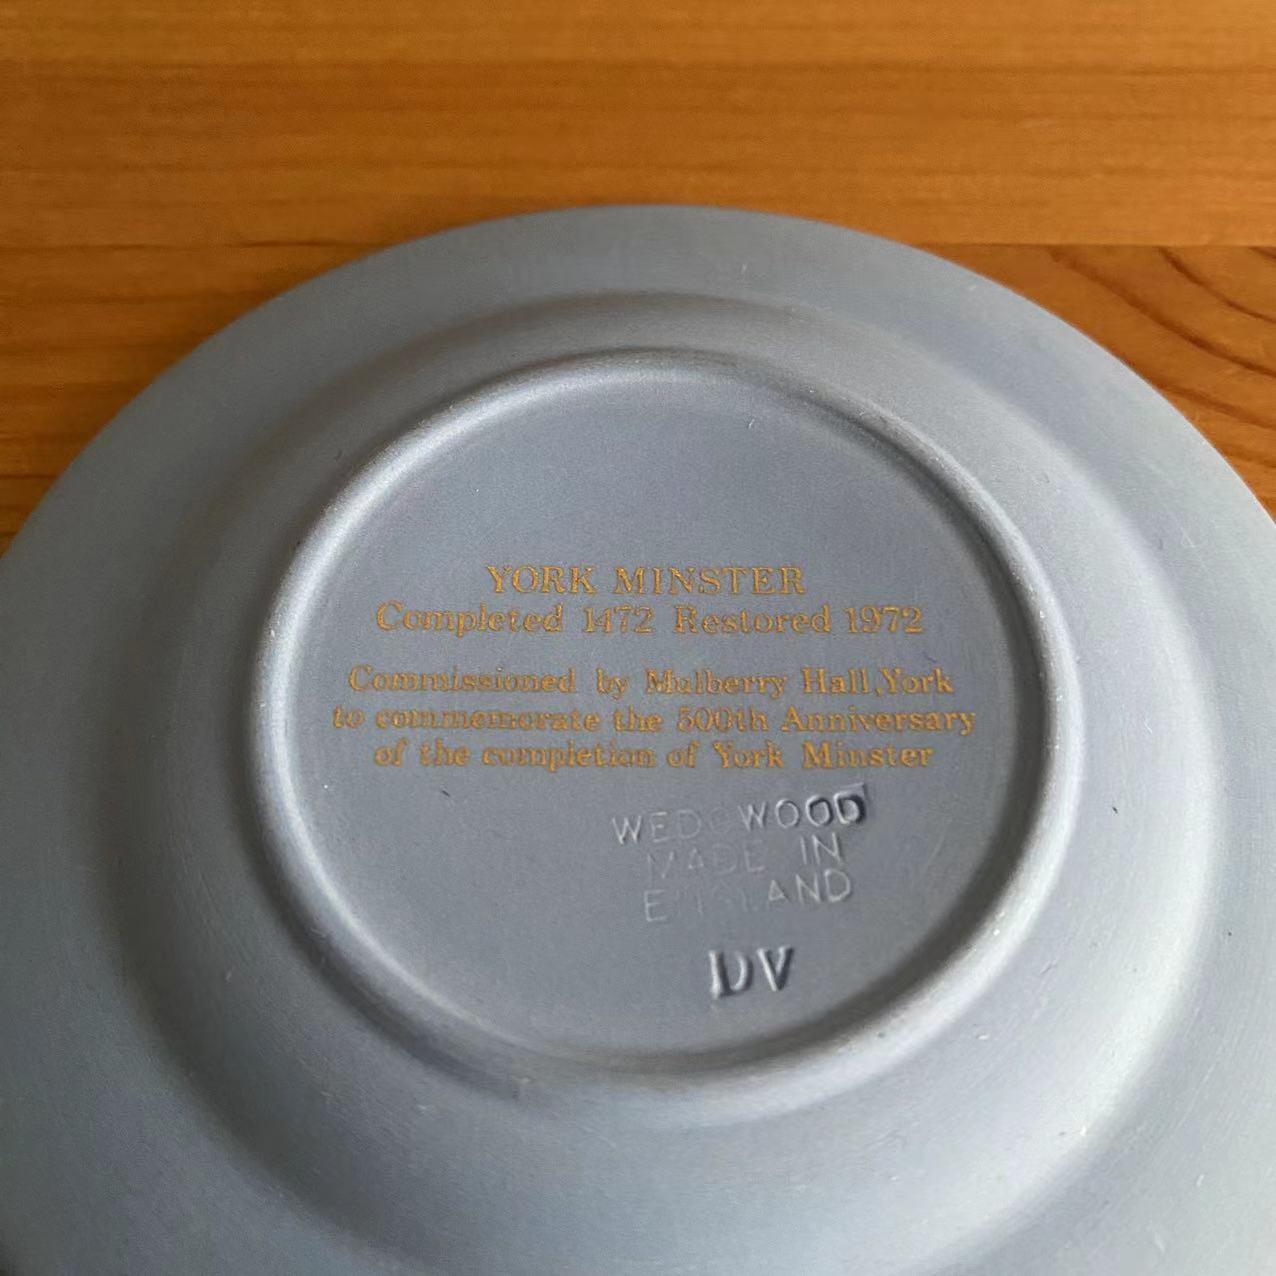 YORK MINSTER
Completed 1472 Restored 1972
Commissioned by Mulberry Hall, York
to commemorate the 500th Anniversary
of the completion of York Minster
WEDGWOOD
MADE IN
ENGLAND
DV